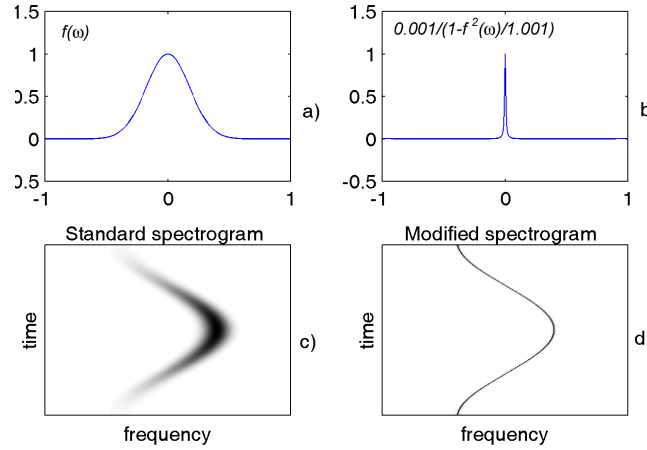 1.5
f(ω)
1
0.5
0
0.5
-1
0
1
a)
1.5
0.001/(1-f²(ω)/1.001)
1
0.5
0
-0.5
-1
0
1
b
Standard spectrogram
time
frequency
c)
Modified spectrogram
time
frequency
d